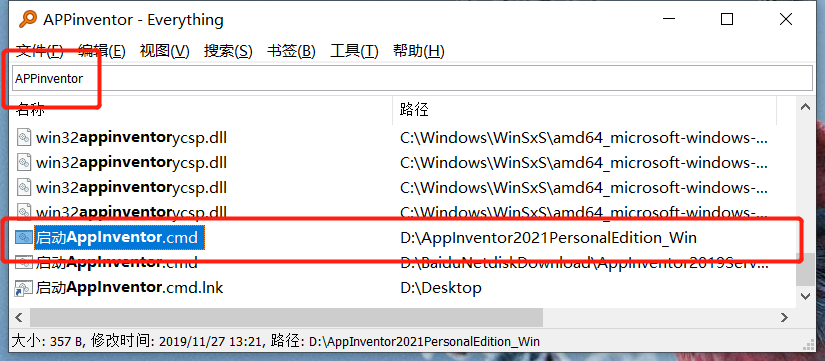 APPinventor - Everything
文件(F) 编辑(E) 视图(V) 搜索(S) 书签(B) 工具(T) 帮助(H)
APPinventor
名称 路径
win32appinventorycsp.dll C:\Windows\WinSxS\amd64_microsoft-windows-...
win32appinventorycsp.dll C:\Windows\WinSxS\amd64_microsoft-windows-...
win32appinventorycsp.dll C:\Windows\WinSxS\amd64_microsoft-windows-...
win32appinventorycsp.dll C:\Windows\WinSxS\amd64_microsoft-windows-...
启动AppInventor.cmd D:\AppInventor2021PersonalEdition_Win
启动AppInventor.cmd D:\BaiduNetdiskDownload\AppInventor2019Serv...
启动AppInventor.cmd.lnk D:\Desktop
大小: 357 B, 修改时间: 2019/11/27 13:21, 路径: D:\AppInventor2021PersonalEdition_Win